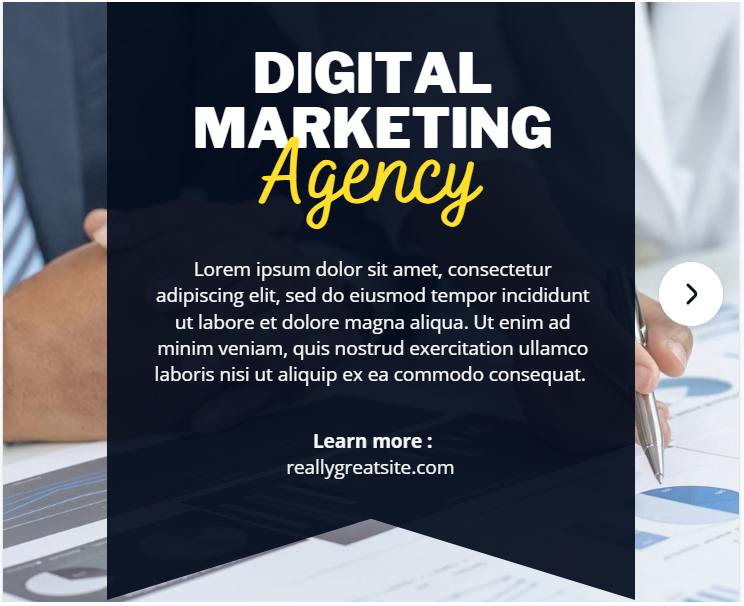 DIGITAL
MARKETING
Agency
Lorem ipsum dolor sit amet, consectetur
adipiscing elit, sed do eiusmod tempor incididunt
ut labore et dolore magna aliqua. Ut enim ad
minim veniam, quis nostrud exercitation ullamco
laboris nisi ut aliquip ex ea commodo consequat.
Learn more :
reallygreatsite.com